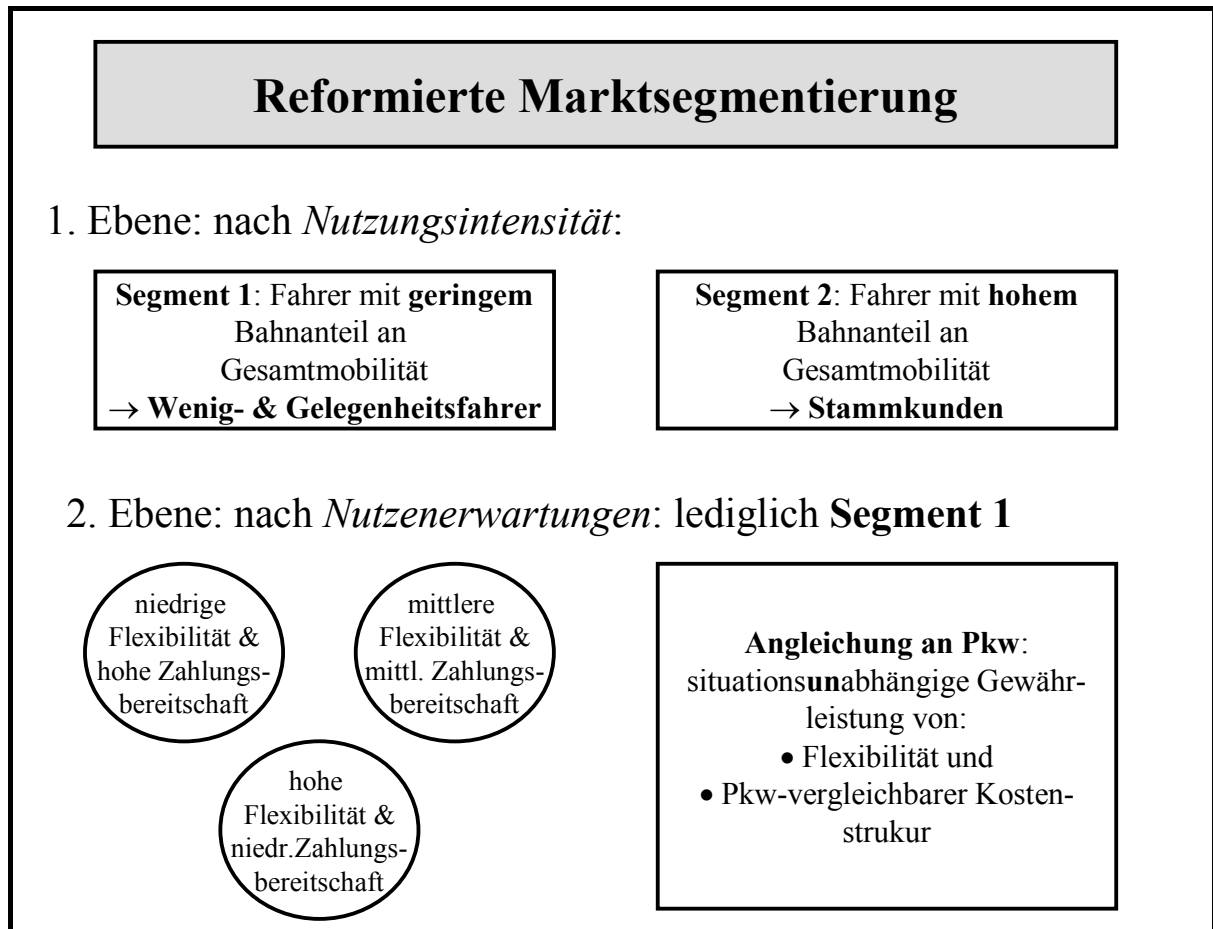 Reformierte Marktsegmentierung
1. Ebene: nach Nutzungsintensität:
Segment 1: Fahrer mit geringem
Bahnanteil an
Gesamtmobilität
→ Wenig- & Gelegenheitsfahrer
Segment 2: Fahrer mit hohem
Bahnanteil an
Gesamtmobilität
→ Stammkunden
2. Ebene: nach Nutzenerwartungen: lediglich Segment 1
niedrige
Flexibilität &
hohe Zahlungs-
bereitschaft
mittlere
Flexibilität &
mittl. Zahlungs-
bereitschaft
hohe
Flexibilität &
niedr.Zahlungs-
bereitschaft
Angleichung an Pkw:
situationsunabhängige Gewähr-
leistung von:
• Flexibilität und
• Pkw-vergleichbarer Kosten-
strukur